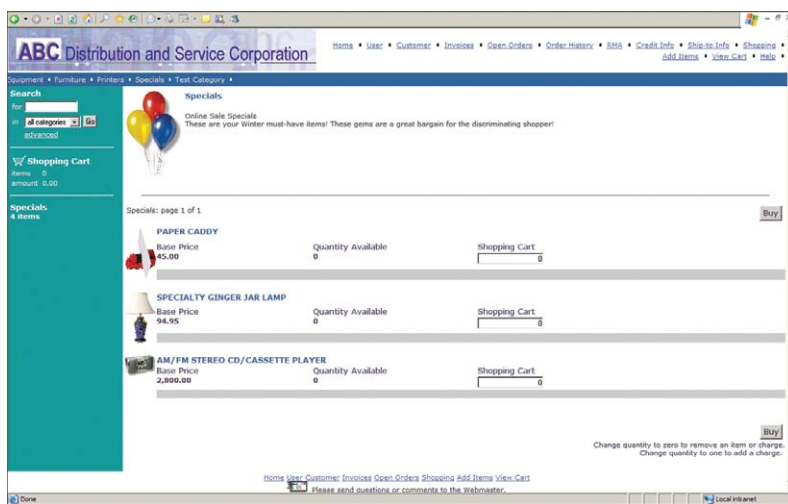 ABC Distribution and Service Corporation
Home • User • Customer • Invoices • Open Orders • Order History • RMA • Credit Info • Ship-to Info • Shopping •
Add Items • View Cart • Help •
Equipment • Furniture • Printers • Specials • Test Category •
Search
for
in all categories Go
advanced
Shopping Cart
items 0
amount 0.00
Specials
4 items
Specials
Online Sale Specials
These are your Winter must-have items! These gems are a great bargain for the discriminating shopper!
Specials: page 1 of 1
Buy
PAPER CADDY
Base Price Quantity Available Shopping Cart
45.00 0 0
SPECIALTY GINGER JAR LAMP
Base Price Quantity Available Shopping Cart
94.95 0 0
AM/FM STEREO CD/CASSETTE PLAYER
Base Price Quantity Available Shopping Cart
2,800.00 0 0
Buy
Change quantity to zero to remove an item or charge.
Change quantity to one to add a charge.
Home User Customer Invoices Open Orders Shopping Add Items View Cart
Please send questions or comments to the Webmaster.
Done
Local intranet